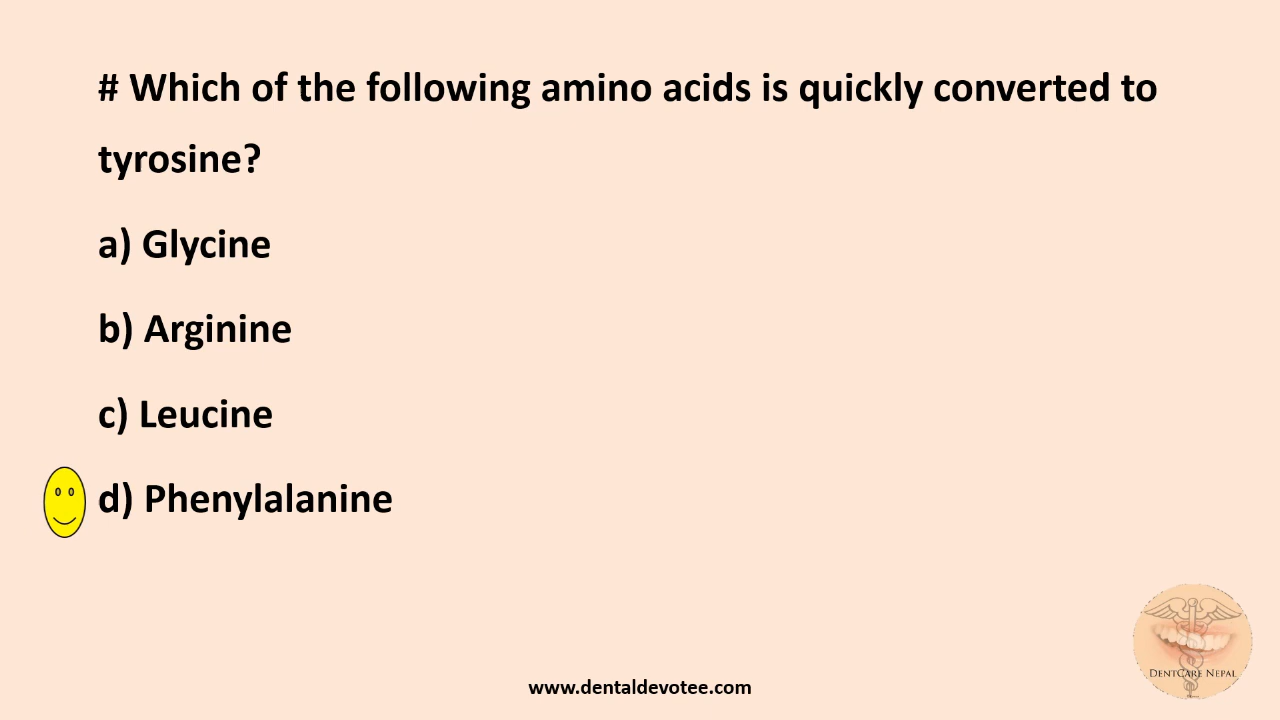 # Which of the following amino acids is quickly converted to
tyrosine?
a) Glycine
b) Arginine
c) Leucine
d) Phenylalanine
DENTCARE NEPAL
www.dentaldevotee.com